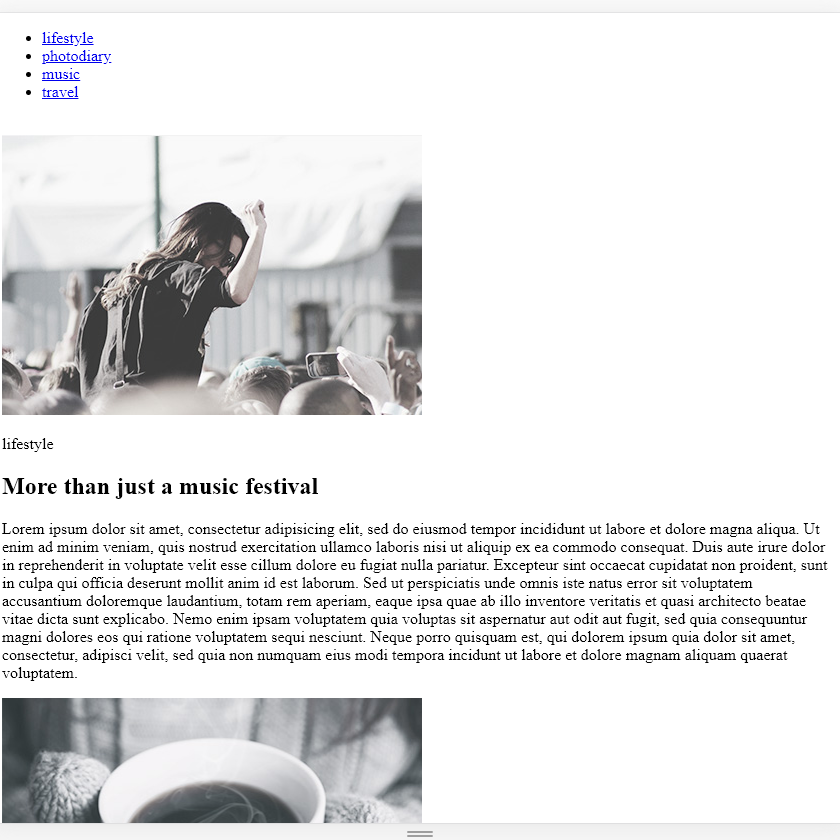 lifestyle
photodiary
music
travel
lifestyle
More than just a music festival
Lorem ipsum dolor sit amet, consectetur adipisicing elit, sed do eiusmod tempor incididunt ut labore et dolore magna aliqua. Ut
enim ad minim veniam, quis nostrud exercitation ullamco laboris nisi ut aliquip ex ea commodo consequat. Duis aute irure dolor
in reprehenderit in voluptate velit esse cillum dolore eu fugiat nulla pariatur. Excepteur sint occaecat cupidatat non proident, sunt
in culpa qui officia deserunt mollit anim id est laborum. Sed ut perspiciatis unde omnis iste natus error sit voluptatem
accusantium doloremque laudantium, totam rem aperiam, eaque ipsa quae ab illo inventore veritatis et quasi architecto beatae
vitae dicta sunt explicabo. Nemo enim ipsam voluptatem quia voluptas sit aspernatur aut odit aut fugit, sed quia consequuntur
magni dolores eos qui ratione voluptatem sequi nesciunt. Neque porro quisquam est, qui dolorem ipsum quia dolor sit amet,
consectetur, adipisci velit, sed quia non numquam eius modi tempora incidunt ut labore et dolore magnam aliquam quaerat
voluptatem.